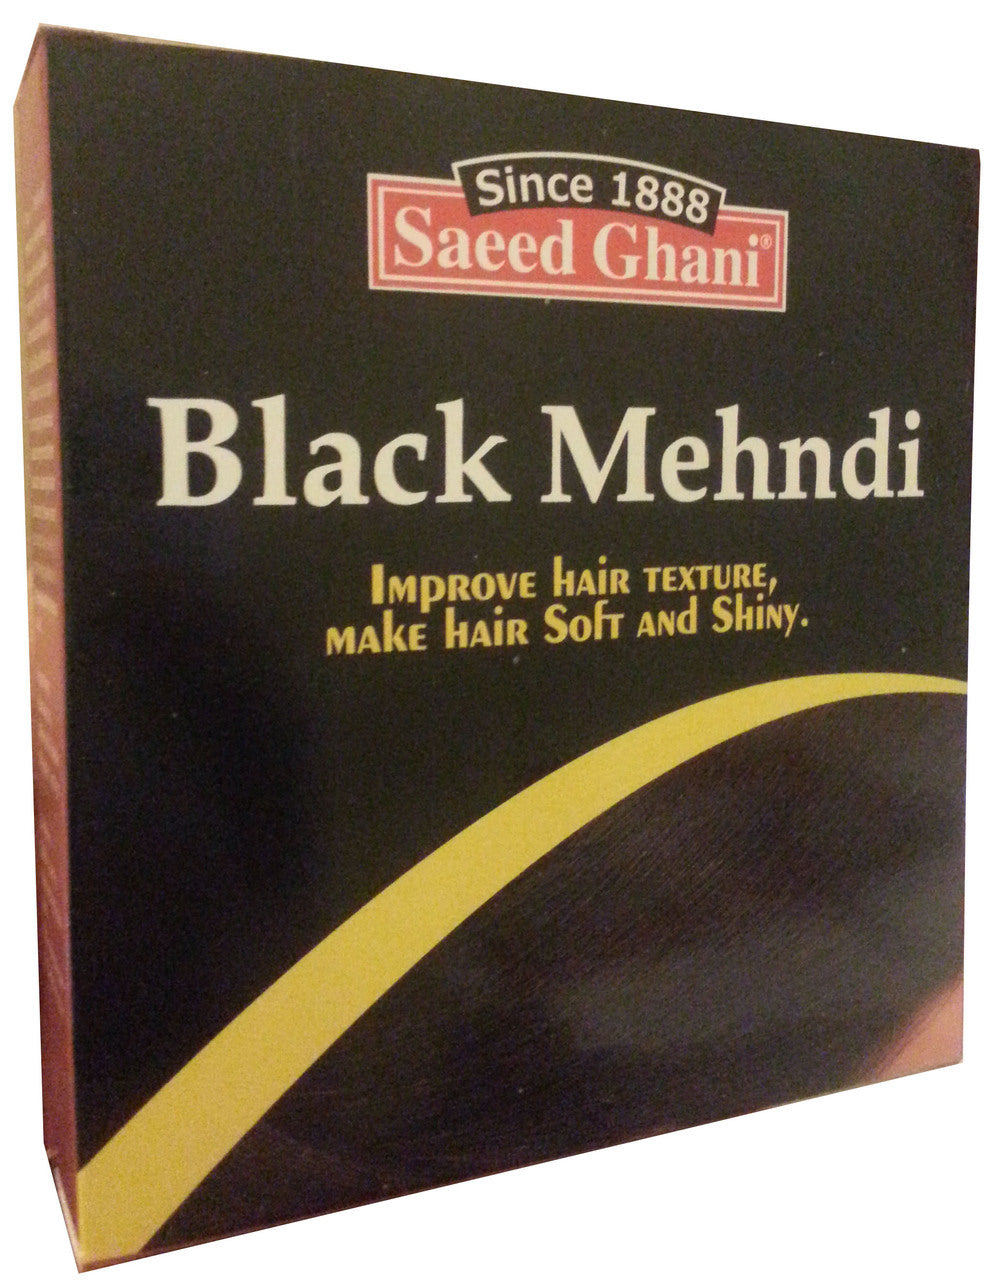 Since 1888
Saeed Ghani®
Black Mehndi
Improve hair texture,
make hair Soft and Shiny.